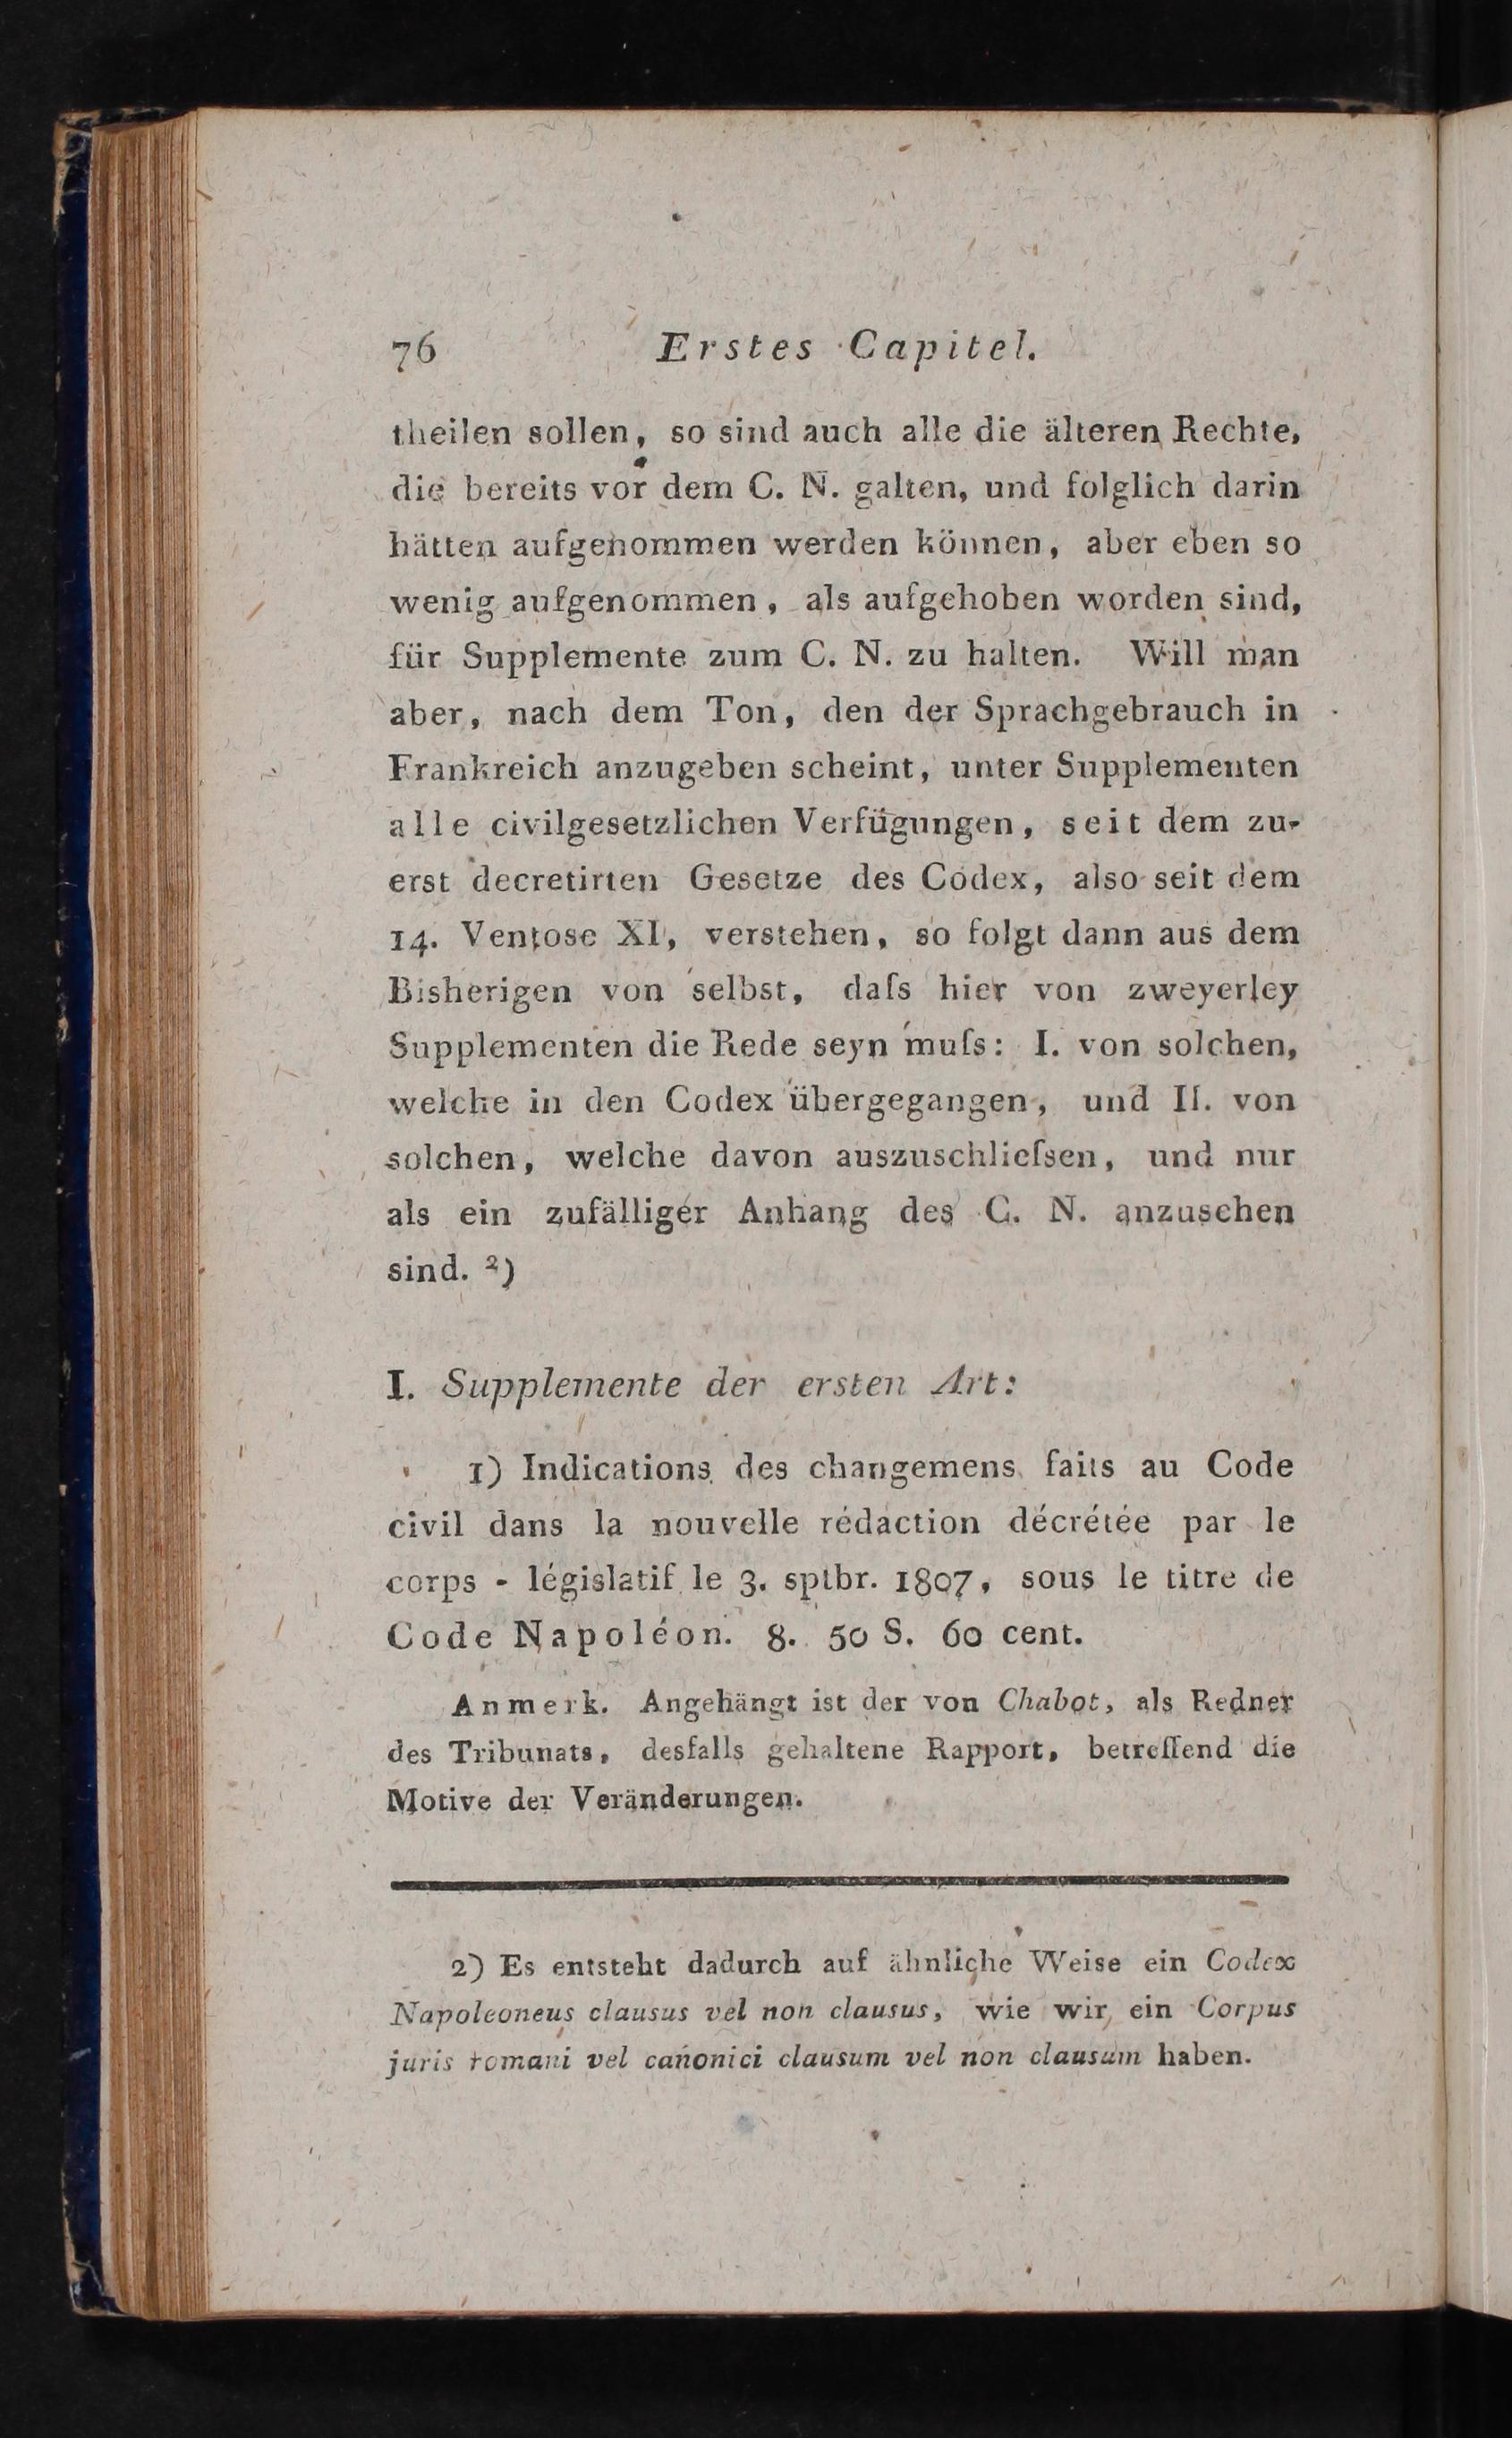 76 Erstes Capitel.
theilen sollen, so sind auch alle die älteren Rechte,
die bereits vor dem C. N. galten, und folglich darin
hätten aufgenommen werden können, aber eben so
wenig aufgenommen, als aufgehoben worden sind,
für Supplemente zum C. N. zu halten. Will man
aber, nach dem Ton, den der Sprachgebrauch in
Frankreich anzugeben scheint, unter Supplementen
alle civilgesetzlichen Verfügungen, seit dem zu-
erst decretirten Gesetze des Codex, also seit dem
14. Ventose XI, verstehen, so folgt dann aus dem
Bisherigen von selbst, daſs hier von zweyerley
Supplementen die Rede seyn muſs: I. von solchen,
welche in den Codex übergegangen, und II. von
solchen, welche davon auszuschlieſsen, und nur
als ein zufälliger Anhang des C. N. anzusehen
sind. ²)
I. Supplemente der ersten Art:
1) Indications des changemens faits au Code
civil dans la nouvelle rédaction décrétée par le
corps - législatif le 3. sptbr. 1807, sous le titre de
Code Napoléon. 8. 50 S. 60 cent.
Anmerk. Angehängt ist der von Chabot, als Redner
des Tribunats, desfalls gehaltene Rapport, betreffend die
Motive der Veränderungen.
2) Es entsteht dadurch auf ähnliche Weise ein Codex
Napoleoneus clausus vel non clausus, wie wir ein Corpus
juris romani vel canonici clausum vel non clausum haben.